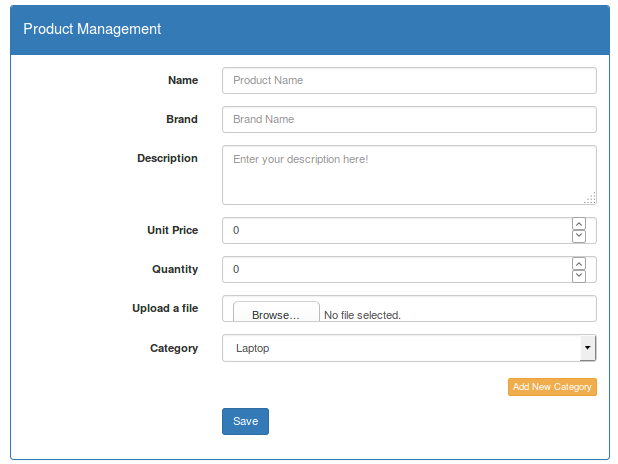 Product Management
Name Product Name
Brand Brand Name
Description Enter your description here!
Unit Price 0
Quantity 0
Upload a file Browse... No file selected.
Category Laptop
Add New Category
Save